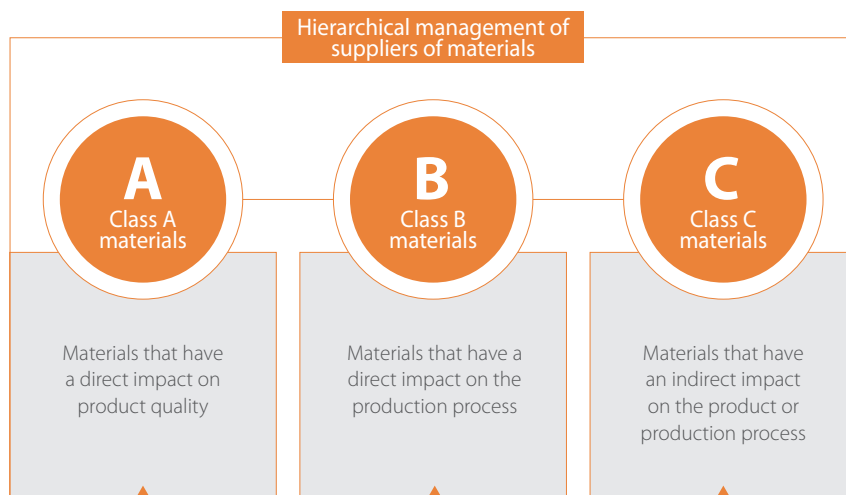 Hierarchical management of
suppliers of materials
A
Class A
materials
B
Class B
materials
C
Class C
materials
Materials that have
a direct impact on
product quality
Materials that have a
direct impact on the
production process
Materials that have
an indirect impact
on the product or
production process